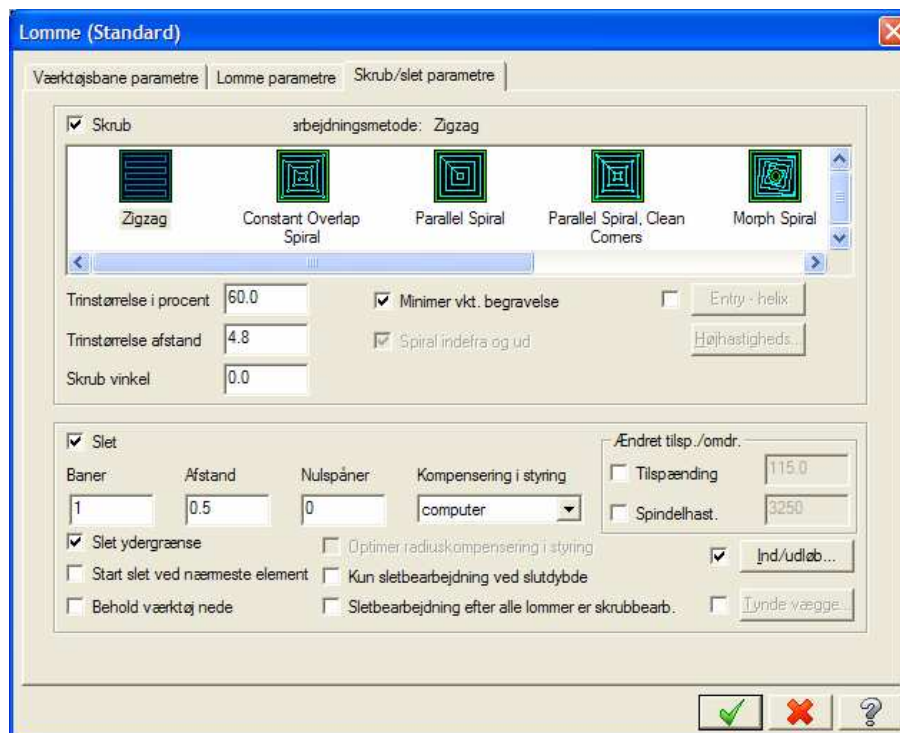 Lomme (Standard)
Værktøjsbane parametre Lomme parametre Skrub/slet parametre
Skrub arbejdningsmetode: Zigzag
Zigzag Constant Overlap Spiral Parallel Spiral Parallel Spiral, Clean Corners Morph Spiral
Trinstørrelse i procent 60.0 Minimer vkt. begravelse Entry - helix
Trinstørrelse afstand 4.8 Spiral indefra og ud Højhastigheds...
Skrub vinkel 0.0
Slet Ændret tilsp./omdr.
Baner Afstand Nulspåner Kompensering i styring Tilspænding 115.0
1 0.5 0 computer Spindelhast. 3250
Slet ydergrænse Optimer radiuskompensering i styring Ind/udløb...
Start slet ved nærmeste element Kun sletbearbejdning ved slutdybde
Behold værktøj nede Sletbearbejdning efter alle lommer er skrubbearb. Tynde vægge...